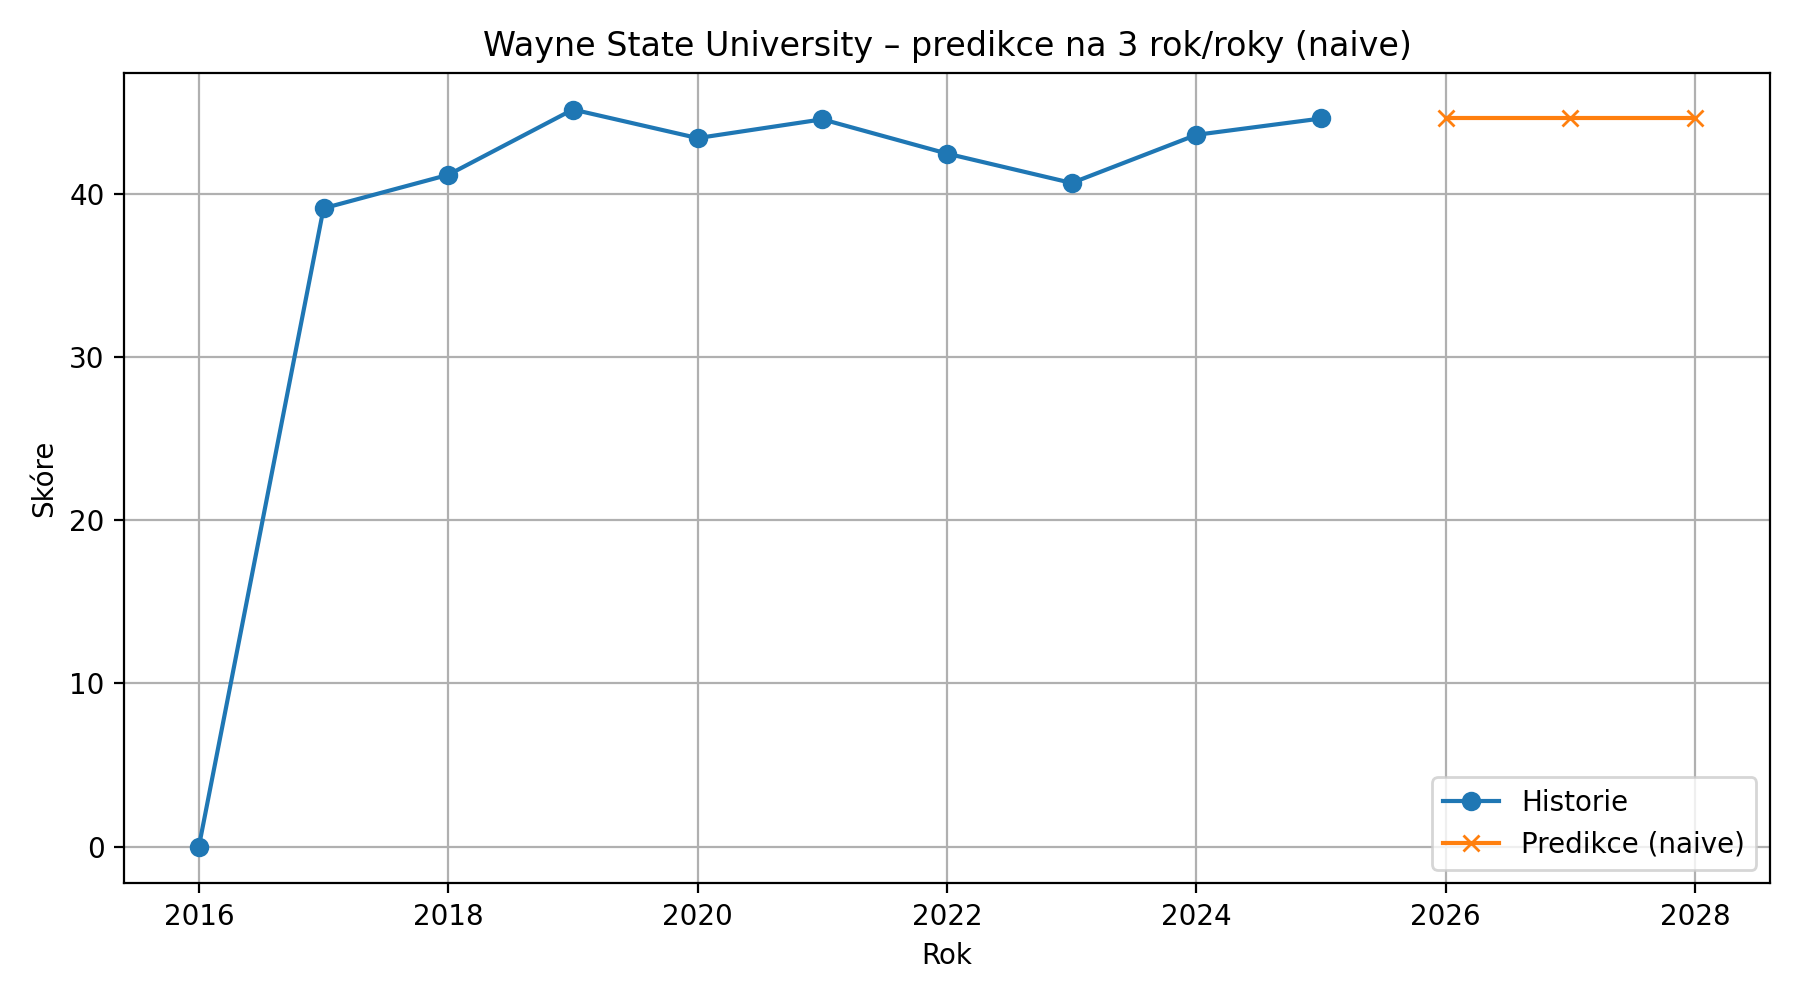 Wayne State University – predikce na 3 rok/roky (naive)
Skóre
40
30
20
10
0
2016 2018 2020 2022 2024 2026 2028
Rok
Historie
Predikce (naive)